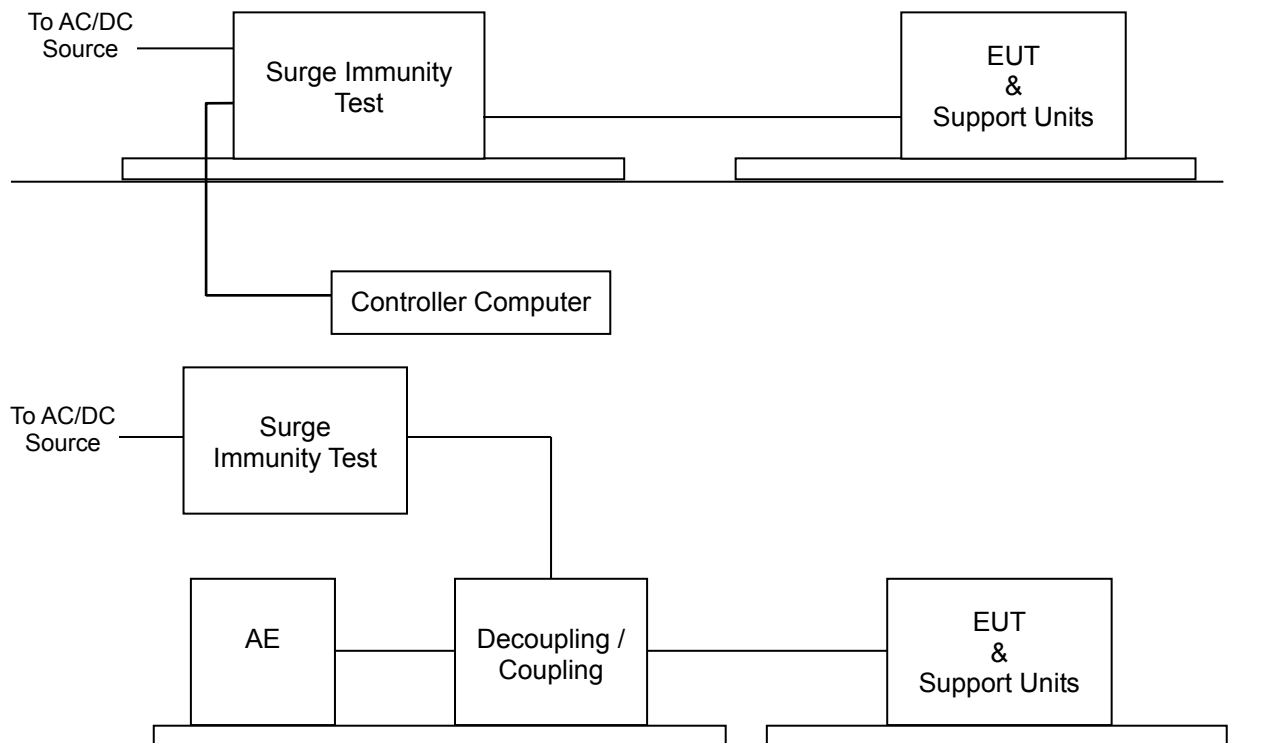 To AC/DC
Source
Surge Immunity
Test
EUT
&
Support Units
Controller Computer
To AC/DC
Source
Surge
Immunity Test
AE
Decoupling /
Coupling
EUT
&
Support Units